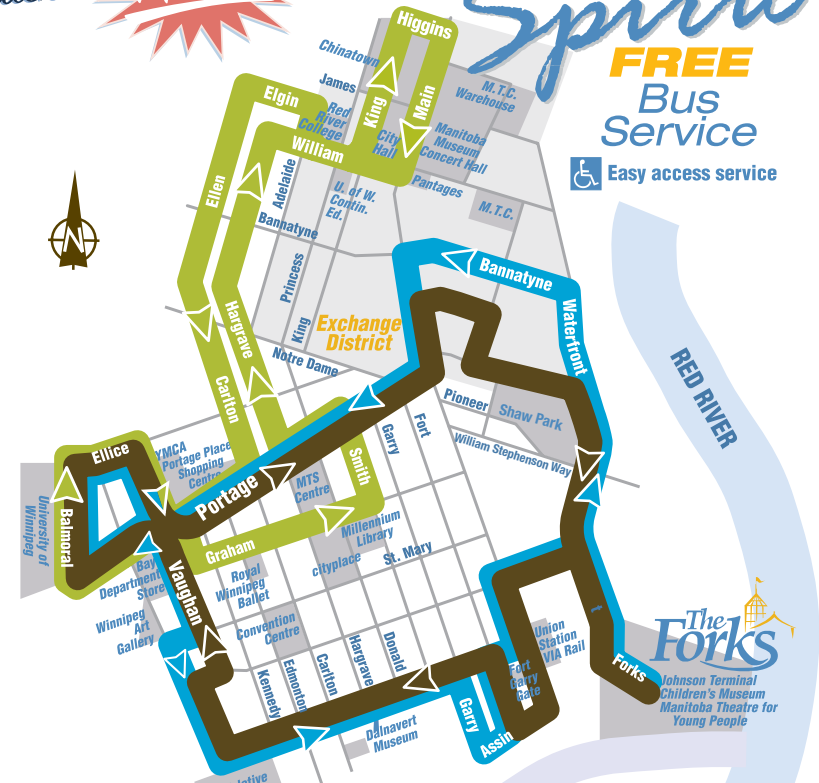 Spirit
FREE
Bus
Service
Easy access service
Higgins
Chinatown
James
Elgin
Red
River
College
King
Main
City
Hall
M.T.C.
Warehouse
Manitoba
Museum
Concert Hall
William
Pantages
M.T.C.
Ellen
Adelaide
U. of W.
Contin.
Ed.
N
Bannatyne
Princess
King
Bannatyne
Waterfront
Exchange
District
Hargrave
Notre Dame
Carlton
RED RIVER
Pioneer
Shaw Park
William Stephenson Way
Garry
Fort
Smith
Ellice
YMCA
Portage Place
Shopping
Centre
MTS
Centre
Portage
University of
Winnipeg
Balmoral
Graham
Millennium
Library
cityplace
St. Mary
Bay
Department
Store
Vaughan
Royal
Winnipeg
Ballet
Winnipeg
Art
Gallery
Convention
Centre
Kennedy
Edmonton
Carlton
Hargrave
Donald
Union
Station
VIA Rail
Fort
Garry
Gate
Garry
Assin
Dalnavert
Museum
Forks
The
Forks
Johnson Terminal
Children's Museum
Manitoba Theatre for
Young People